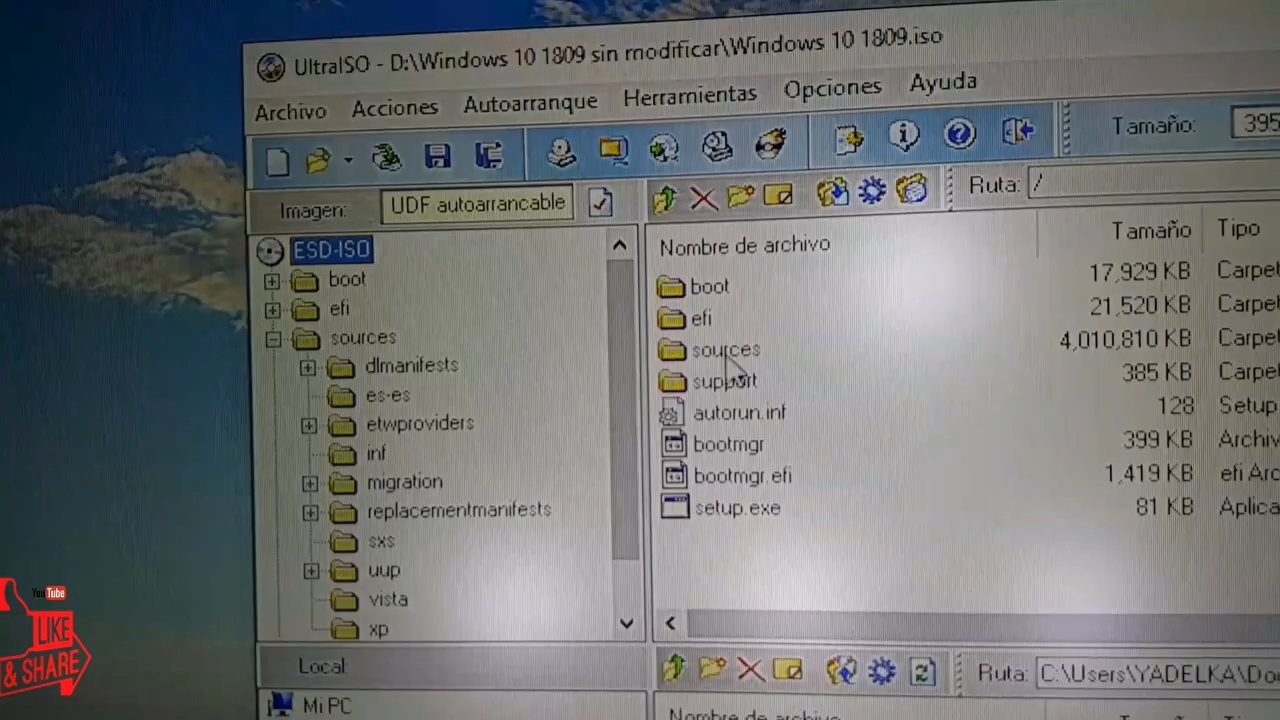 UltraISO - D:\Windows 10 1809 sin modificar\Windows 10 1809.iso
Archivo Acciones Autoarranque Herramientas Opciones Ayuda
Tamaño: 395
Imagen: UDF autoarrancable
Ruta: /
ESD-ISO
boot
efi
sources
dlmanifests
es-es
etwproviders
inf
migration
replacementmanifests
sxs
uup
vista
xp
Nombre de archivo Tamaño Tipo
boot 17,929 KB Carpet
efi 21,520 KB Carpet
sources 4,010,810 KB Carpet
support 385 KB Carpet
autorun.inf 128 Setup
bootmgr 399 KB Archiv
bootmgr.efi 1,419 KB efi Arc
setup.exe 81 KB Aplica
Local:
Mi PC
Ruta: C:\Users\YADELKA\Do
Nombre de archivo
YouTube
LIKE
& SHARE